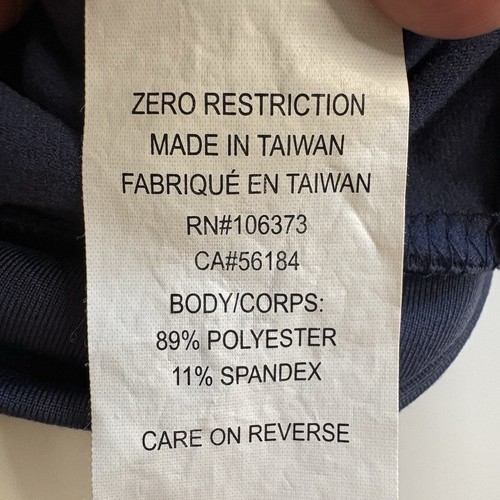 ZERO RESTRICTION
MADE IN TAIWAN
FABRIQUÉ EN TAIWAN
RN#106373
CA#56184
BODY/CORPS:
89% POLYESTER
11% SPANDEX
CARE ON REVERSE